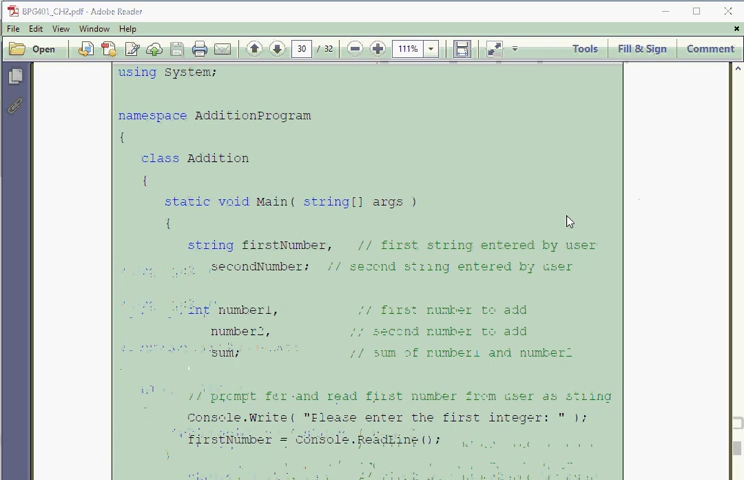 BPG401_CH2.pdf - Adobe Reader
File Edit View Window Help
Open 30 / 32 111% Tools Fill & Sign Comment
using System;
namespace AdditionProgram
{
class Addition
{
static void Main( string[] args )
{
string firstNumber, // first string entered by user
secondNumber; // second string entered by user
int number1, // first number to add
number2, // second number to add
sum; // sum of number1 and number2
// prompt for and read first number from user as string
Console.Write( "Please enter the first integer: " );
firstNumber = Console.ReadLine();